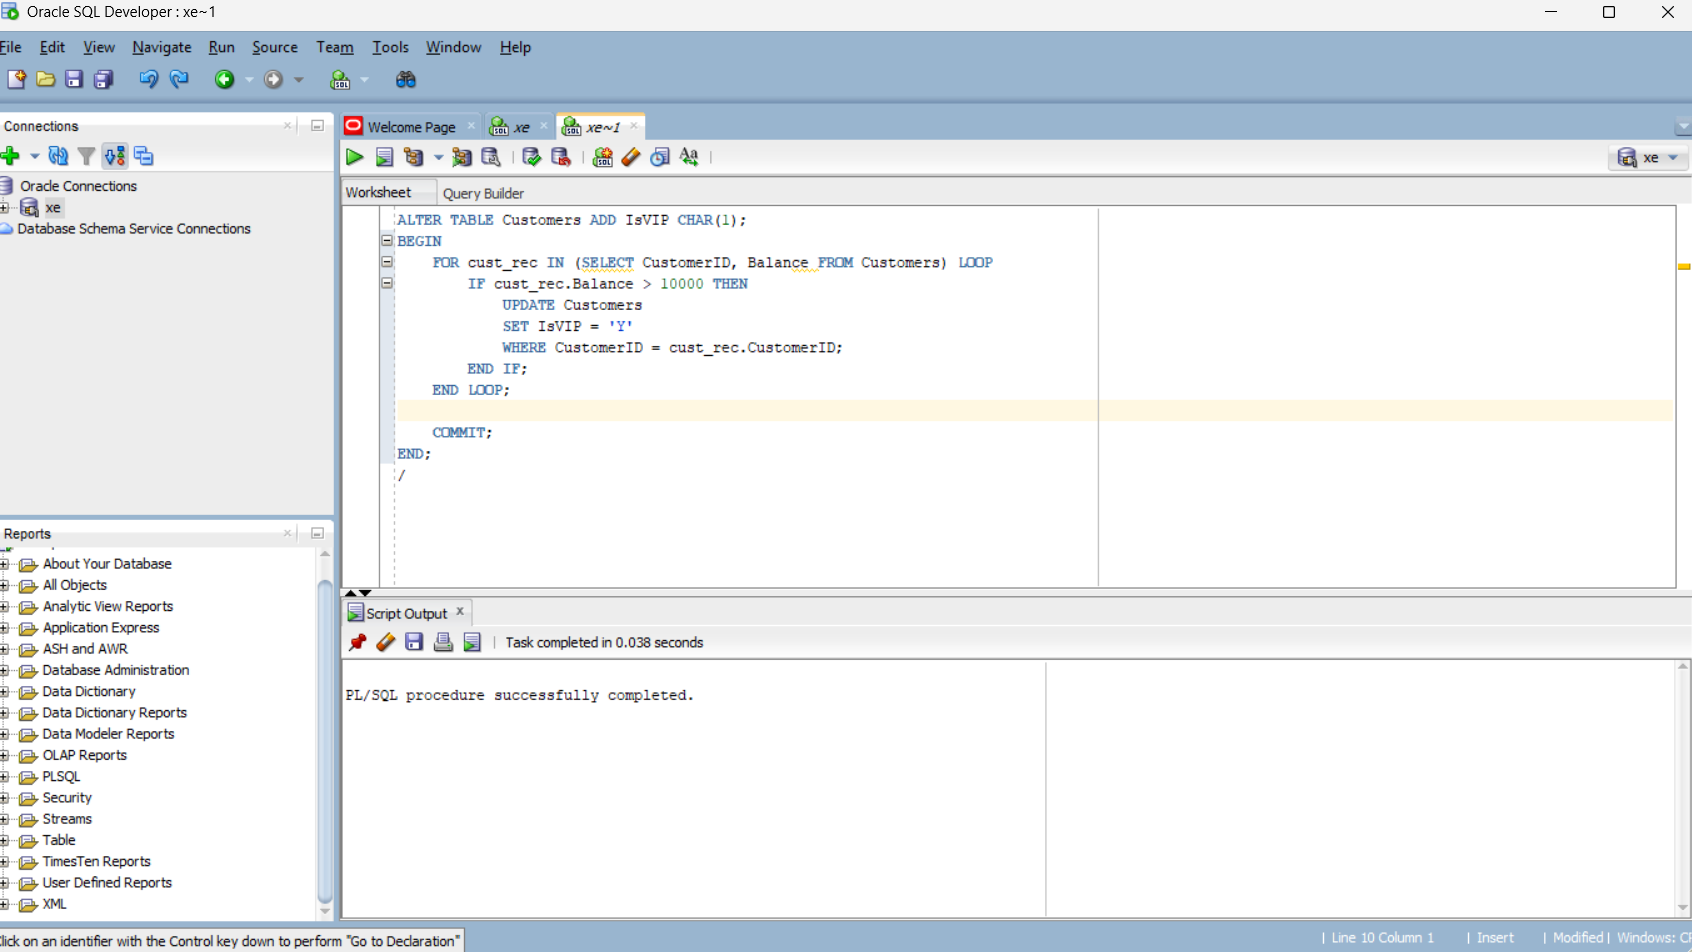 Oracle SQL Developer : xe~1
File Edit View Navigate Run Source Team Tools Window Help
Connections
Oracle Connections
xe
Database Schema Service Connections
Reports
About Your Database
All Objects
Analytic View Reports
Application Express
ASH and AWR
Database Administration
Data Dictionary
Data Dictionary Reports
Data Modeler Reports
OLAP Reports
PLSQL
Security
Streams
Table
TimesTen Reports
User Defined Reports
XML
Welcome Page
xe
xe~1
xe
Worksheet
Query Builder
ALTER TABLE Customers ADD IsVIP CHAR(1);
BEGIN
FOR cust_rec IN (SELECT CustomerID, Balance FROM Customers) LOOP
IF cust_rec.Balance > 10000 THEN
UPDATE Customers
SET IsVIP = 'Y'
WHERE CustomerID = cust_rec.CustomerID;
END IF;
END LOOP;
COMMIT;
END;
/
Script Output
Task completed in 0.038 seconds
PL/SQL procedure successfully completed.
Click on an identifier with the Control key down to perform "Go to Declaration"
| Line 10 Column 1 | Insert | Modified | Windows: